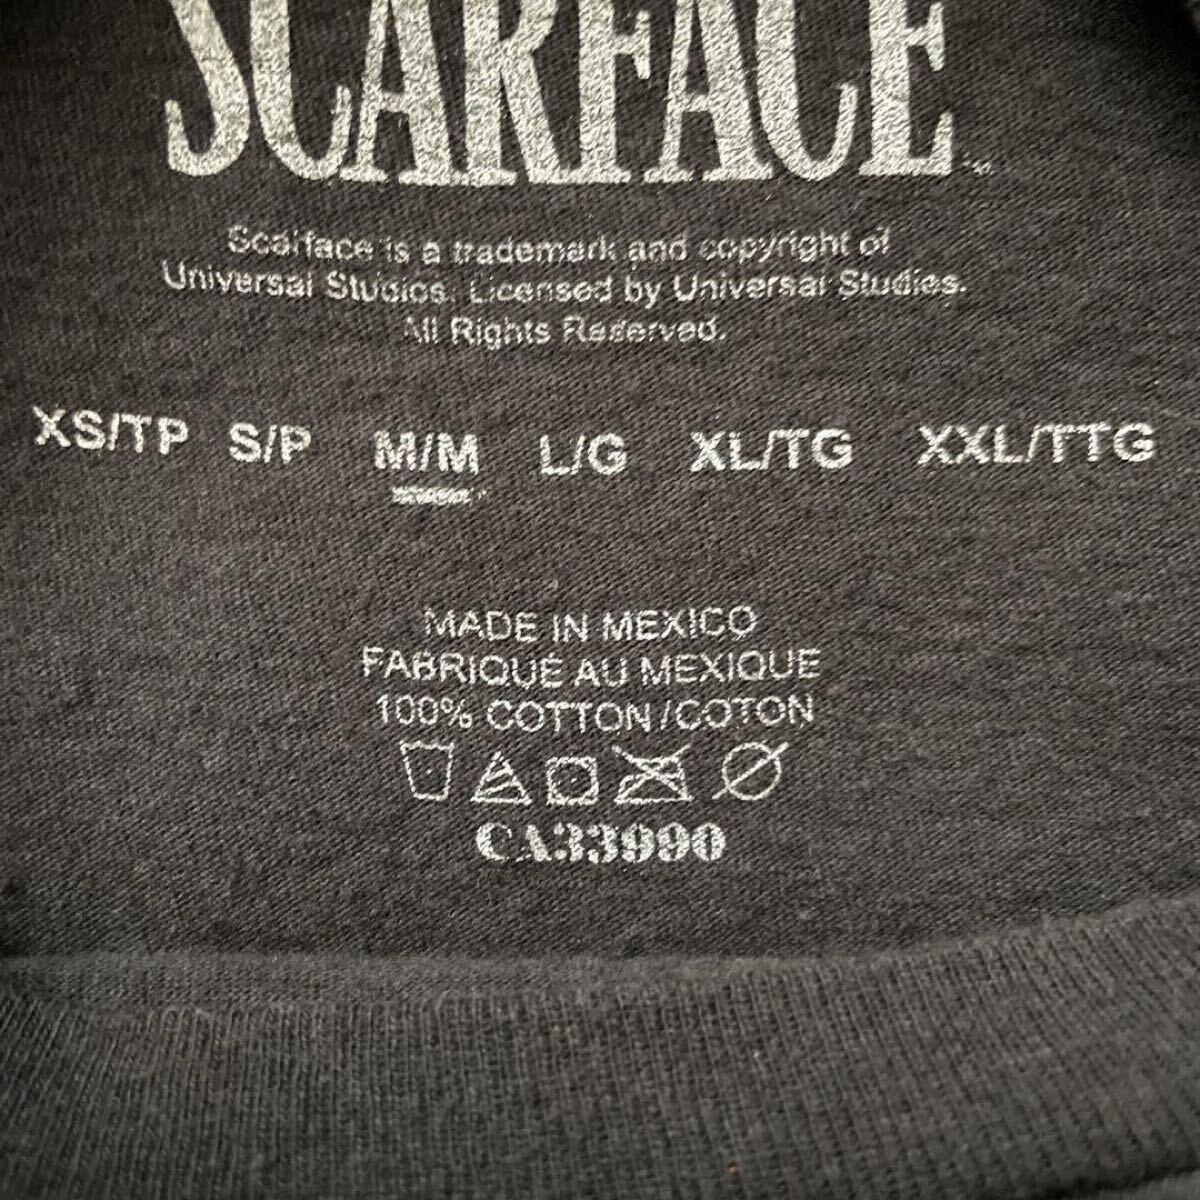 SCARFACE
Scarface is a trademark and copyright of
Universal Studios. Licensed by Universal Studios.
All Rights Reserved.
XS/TP S/P M/M L/G XL/TG XXL/TTG
MADE IN MEXICO
FABRIQUÉ AU MEXIQUE
100% COTTON/COTON
CA33990